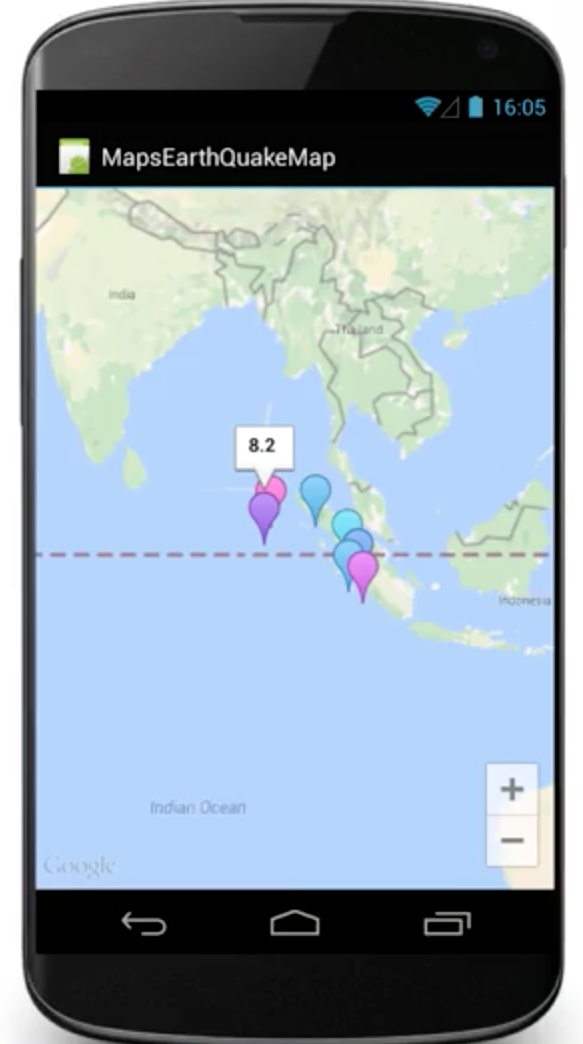 16:05
MapsEarthQuakeMap
India
Thailand
8.2
Indonesia
+
−
Indian Ocean
Google